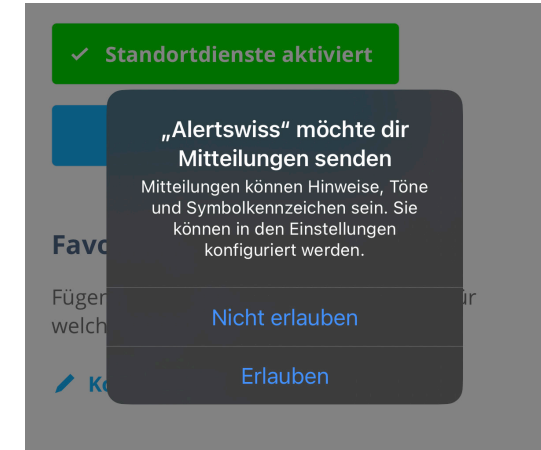 Standortdienste aktiviert
„Alertswiss“ möchte dir
Mitteilungen senden
Mitteilungen können Hinweise, Töne
und Symbolkennzeichen sein. Sie
können in den Einstellungen
konfiguriert werden.
Nicht erlauben
Erlauben